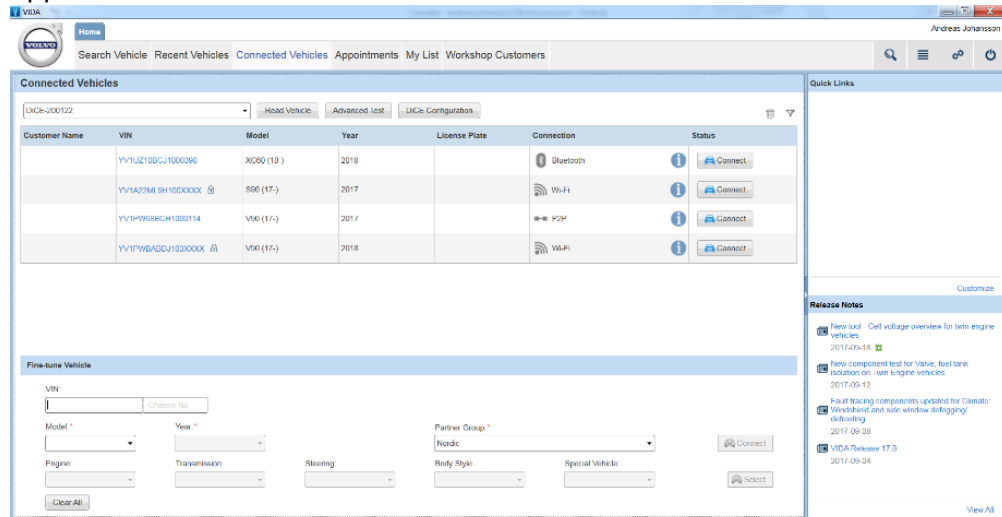 VIDA
Home
Andreas Johansson
VOLVO
Search Vehicle Recent Vehicles Connected Vehicles Appointments My List Workshop Customers
Connected Vehicles
Quick Links
DiCE-200122
Read Vehicle
Advanced Test
DiCE Configuration
Customer Name VIN Model Year License Plate Connection Status
XC60 (18-) 2018 Bluetooth Connect
S90 (17-) 2017 Wi-Fi Connect
V90 (17-) 2017 P2P Connect
V90 (17-) 2018 Wi-Fi Connect
Customize
Release Notes
New tool - Cell voltage overview for twin engine
vehicles
2017-09-18
New component test for Valve, fuel tank
isolation on Twin Engine vehicles
2017-09-12
Fault tracing components updated for Climate:
Windshield and side window defogging/
defrosting
2017-09-08
VIDA Release 17.8
2017-09-04
View All
Fine-tune Vehicle
VIN:
Chassis No.
Model:* Year:* Partner Group:*
Nordic
Connect
Engine: Transmission: Steering: Body Style: Special Vehicle:
Select
Clear All